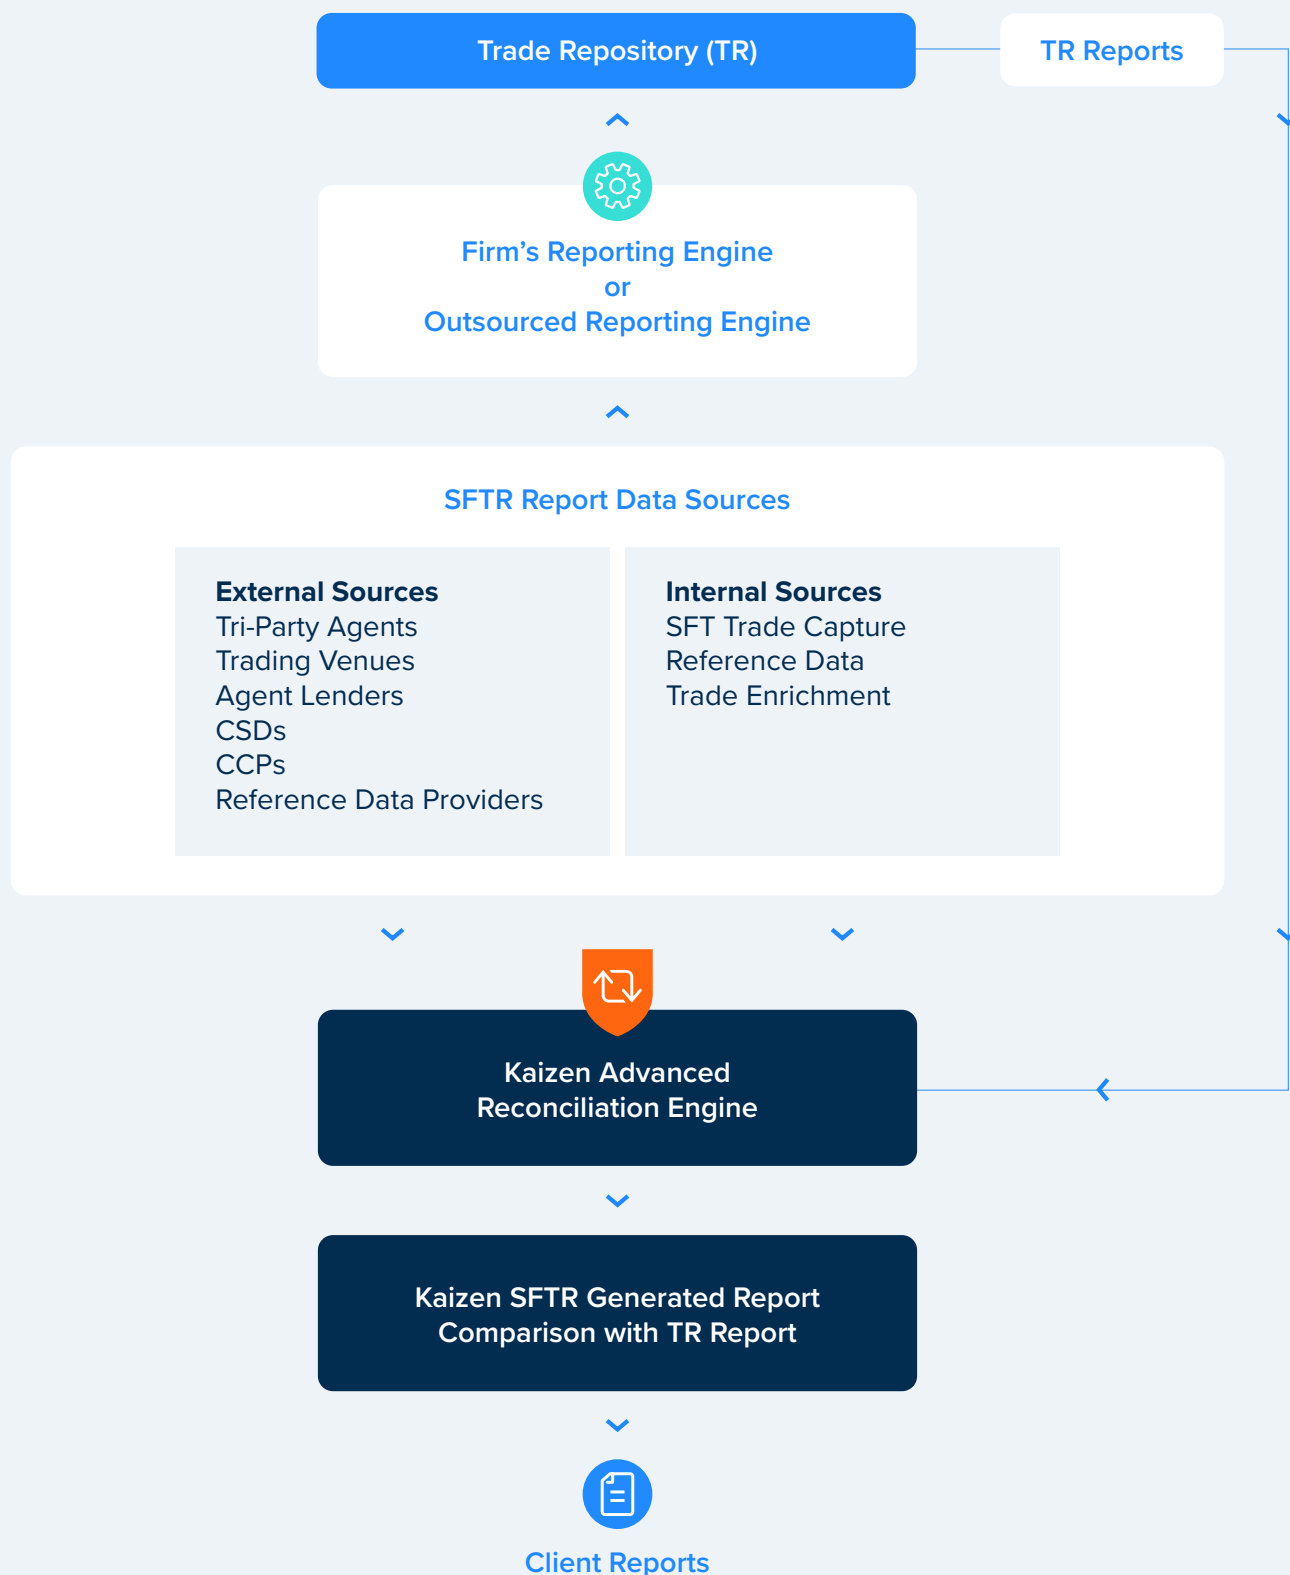 Trade Repository (TR)
TR Reports
Firm’s Reporting Engine
or
Outsourced Reporting Engine
SFTR Report Data Sources
External Sources
Tri-Party Agents
Trading Venues
Agent Lenders
CSDs
CCPs
Reference Data Providers
Internal Sources
SFT Trade Capture
Reference Data
Trade Enrichment
Kaizen Advanced
Reconciliation Engine
Kaizen SFTR Generated Report
Comparison with TR Report
Client Reports